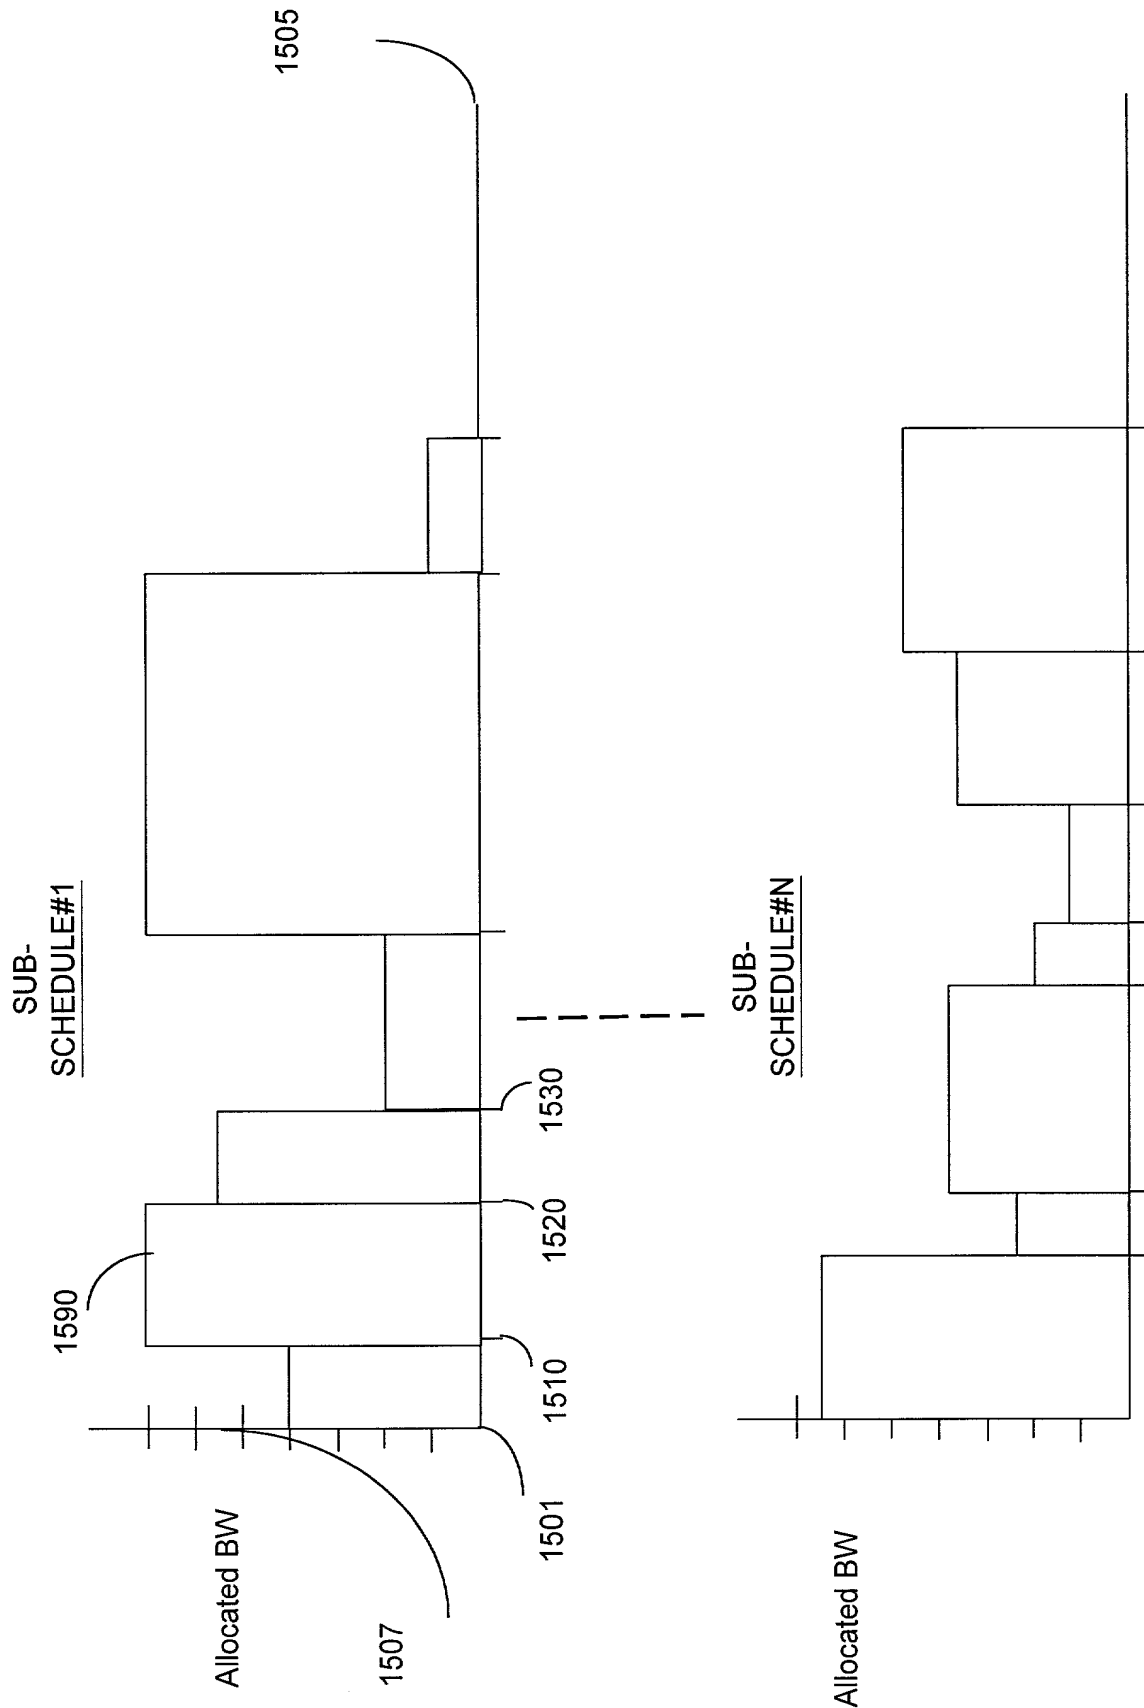 SUB-
SCHEDULE#1
1590
1505
Allocated BW
1507
1501
1510
1520
1530
SUB-
SCHEDULE#N
Allocated BW